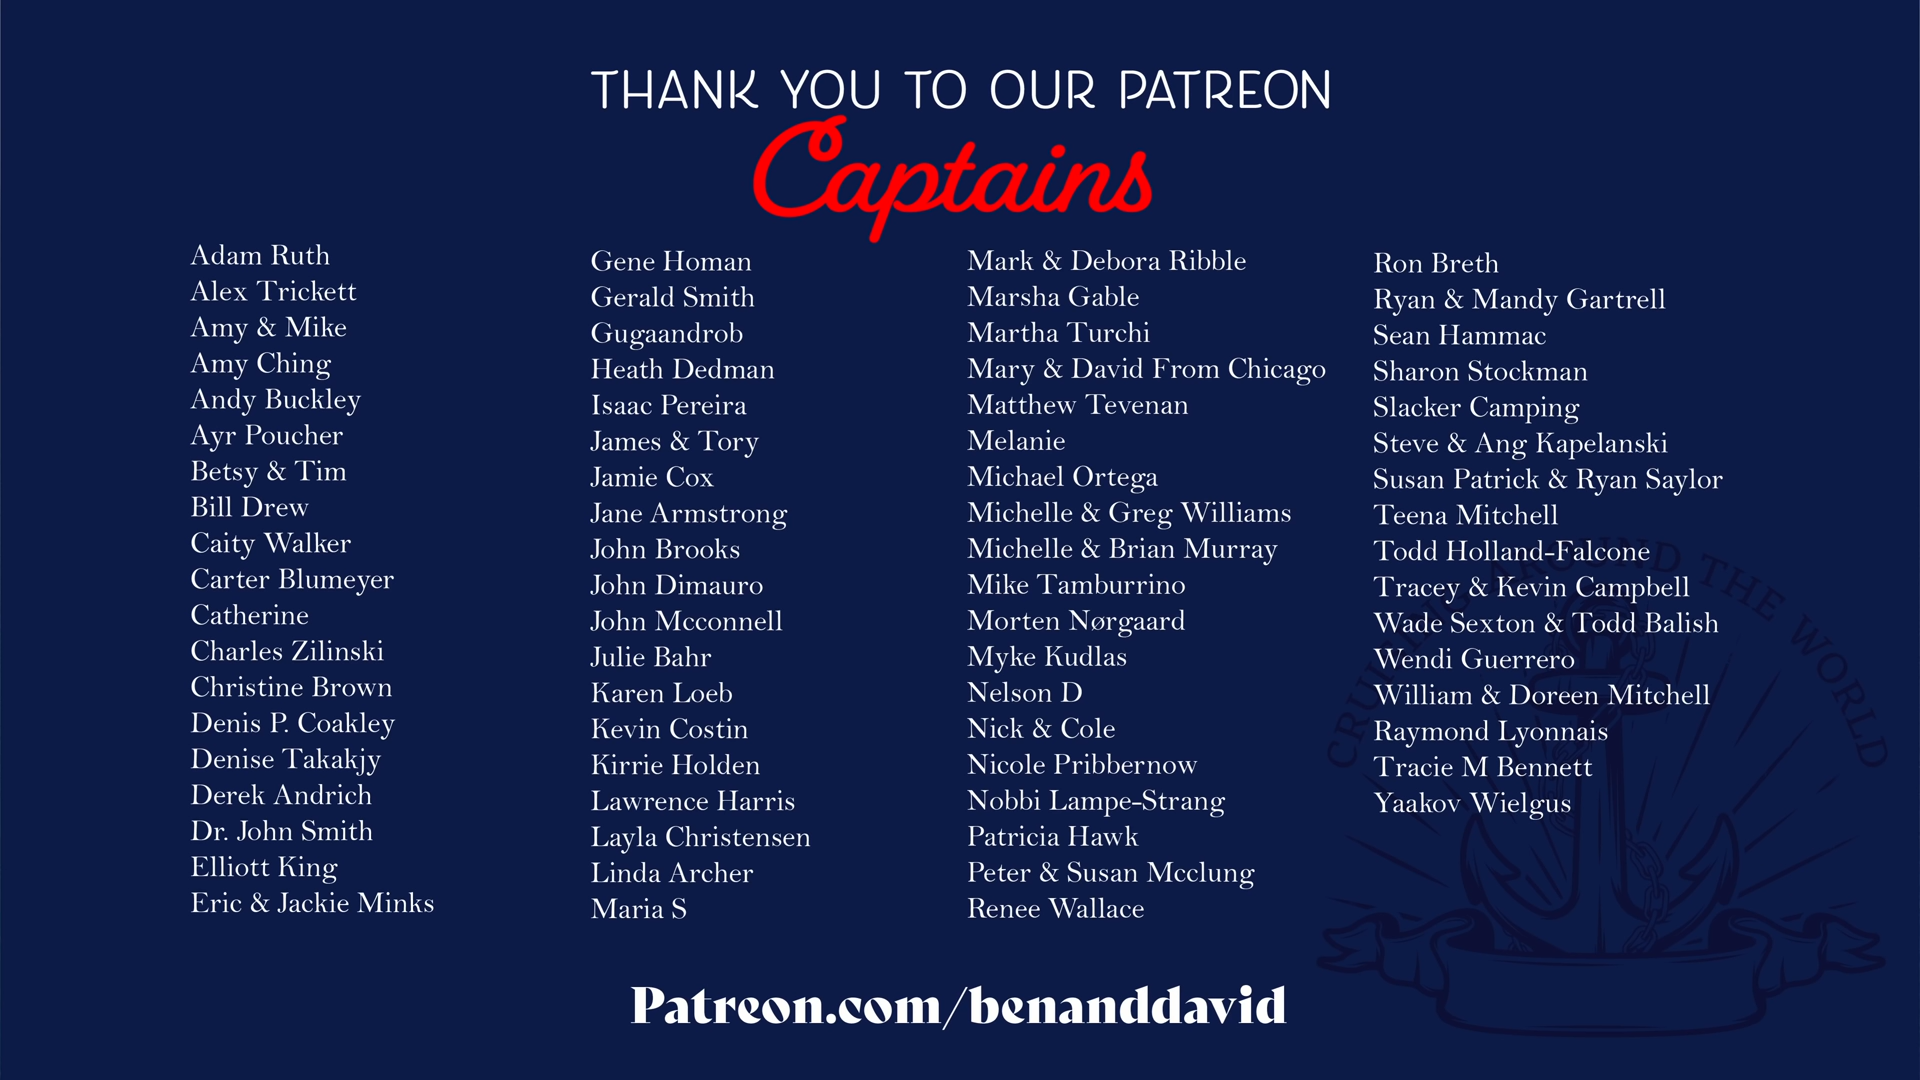 THANK YOU TO OUR PATREON
Captains
Adam Ruth
Alex Trickett
Amy & Mike
Amy Ching
Andy Buckley
Ayr Poucher
Betsy & Tim
Bill Drew
Caity Walker
Carter Blumeyer
Catherine
Charles Zilinski
Christine Brown
Denis P. Coakley
Denise Takakjy
Derek Andrich
Dr. John Smith
Elliott King
Eric & Jackie Minks
Gene Homan
Gerald Smith
Gugaandrob
Heath Dedman
Isaac Pereira
James & Tory
Jamie Cox
Jane Armstrong
John Brooks
John Dimauro
John Mcconnell
Julie Bahr
Karen Loeb
Kevin Costin
Kirrie Holden
Lawrence Harris
Layla Christensen
Linda Archer
Maria S
Mark & Debora Ribble
Marsha Gable
Martha Turchi
Mary & David From Chicago
Matthew Tevenan
Melanie
Michael Ortega
Michelle & Greg Williams
Michelle & Brian Murray
Mike Tamburrino
Morten Nørgaard
Myke Kudlas
Nelson D
Nick & Cole
Nicole Pribbernow
Nobbi Lampe-Strang
Patricia Hawk
Peter & Susan Mcclung
Renee Wallace
Ron Breth
Ryan & Mandy Gartrell
Sean Hammac
Sharon Stockman
Slacker Camping
Steve & Ang Kapelanski
Susan Patrick & Ryan Saylor
Teena Mitchell
Todd Holland-Falcone
Tracey & Kevin Campbell
Wade Sexton & Todd Balish
Wendi Guerrero
William & Doreen Mitchell
Raymond Lyonnais
Tracie M Bennett
Yaakov Wielgus
AROUND THE WORLD
Patreon.com/benanddavid